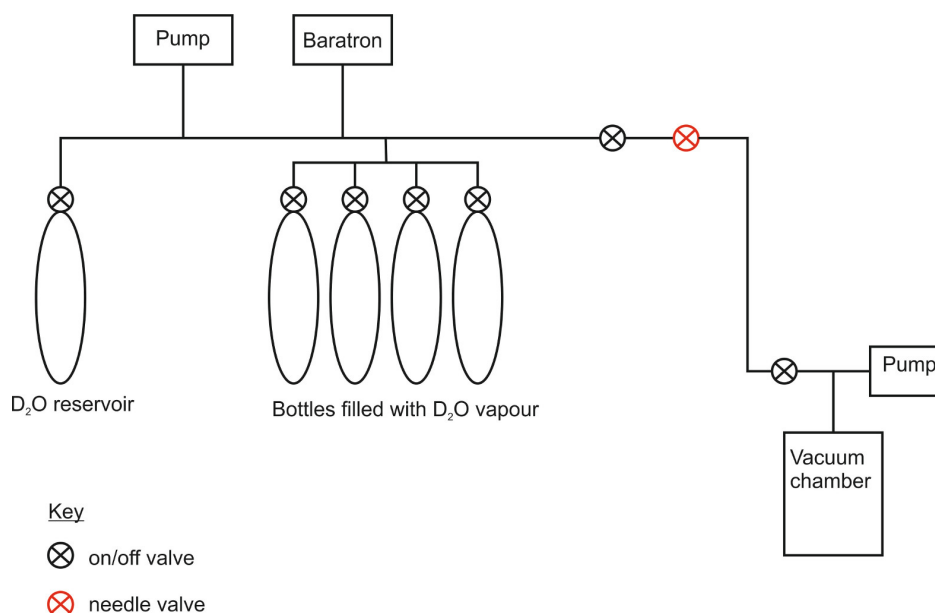 Pump
Baratron
D₂O reservoir
Bottles filled with D₂O vapour
Pump
Vacuum
chamber
Key
on/off valve
needle valve